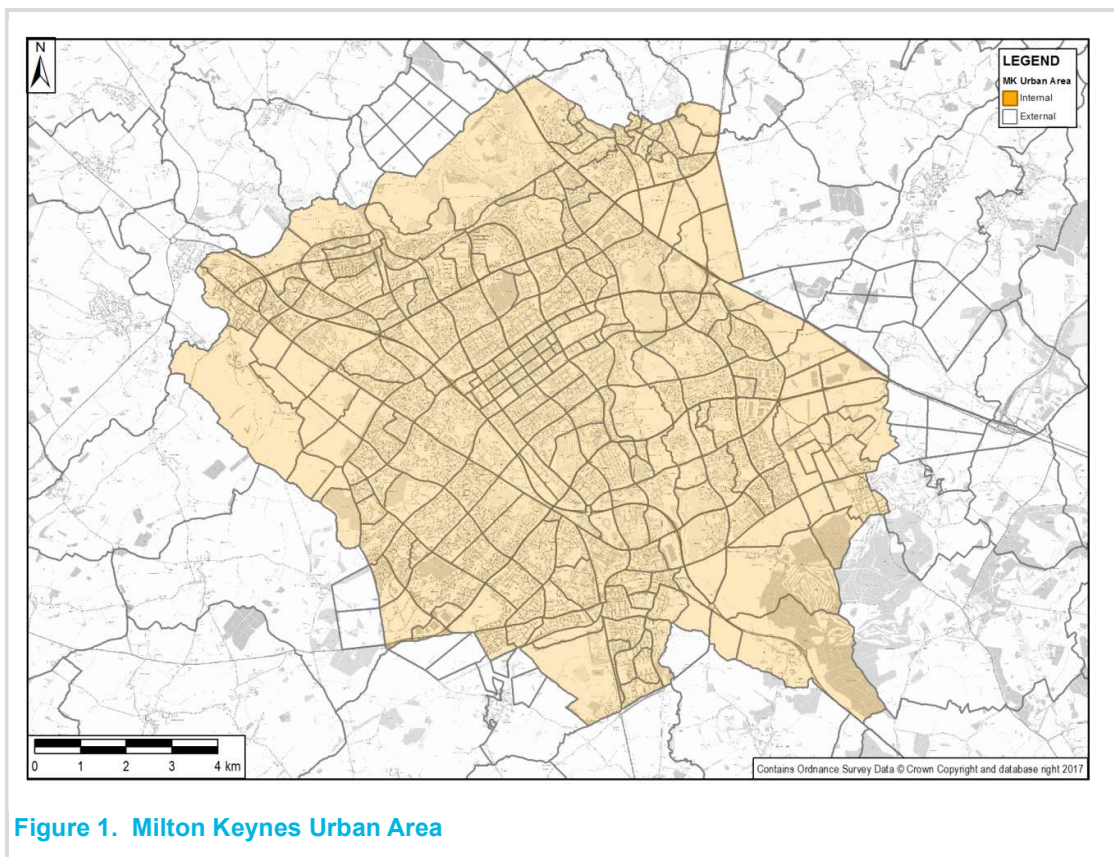 N
LEGEND
MK Urban Area
Internal
External
0 1 2 3 4 km
Contains Ordnance Survey Data © Crown Copyright and database right 2017
Figure 1. Milton Keynes Urban Area